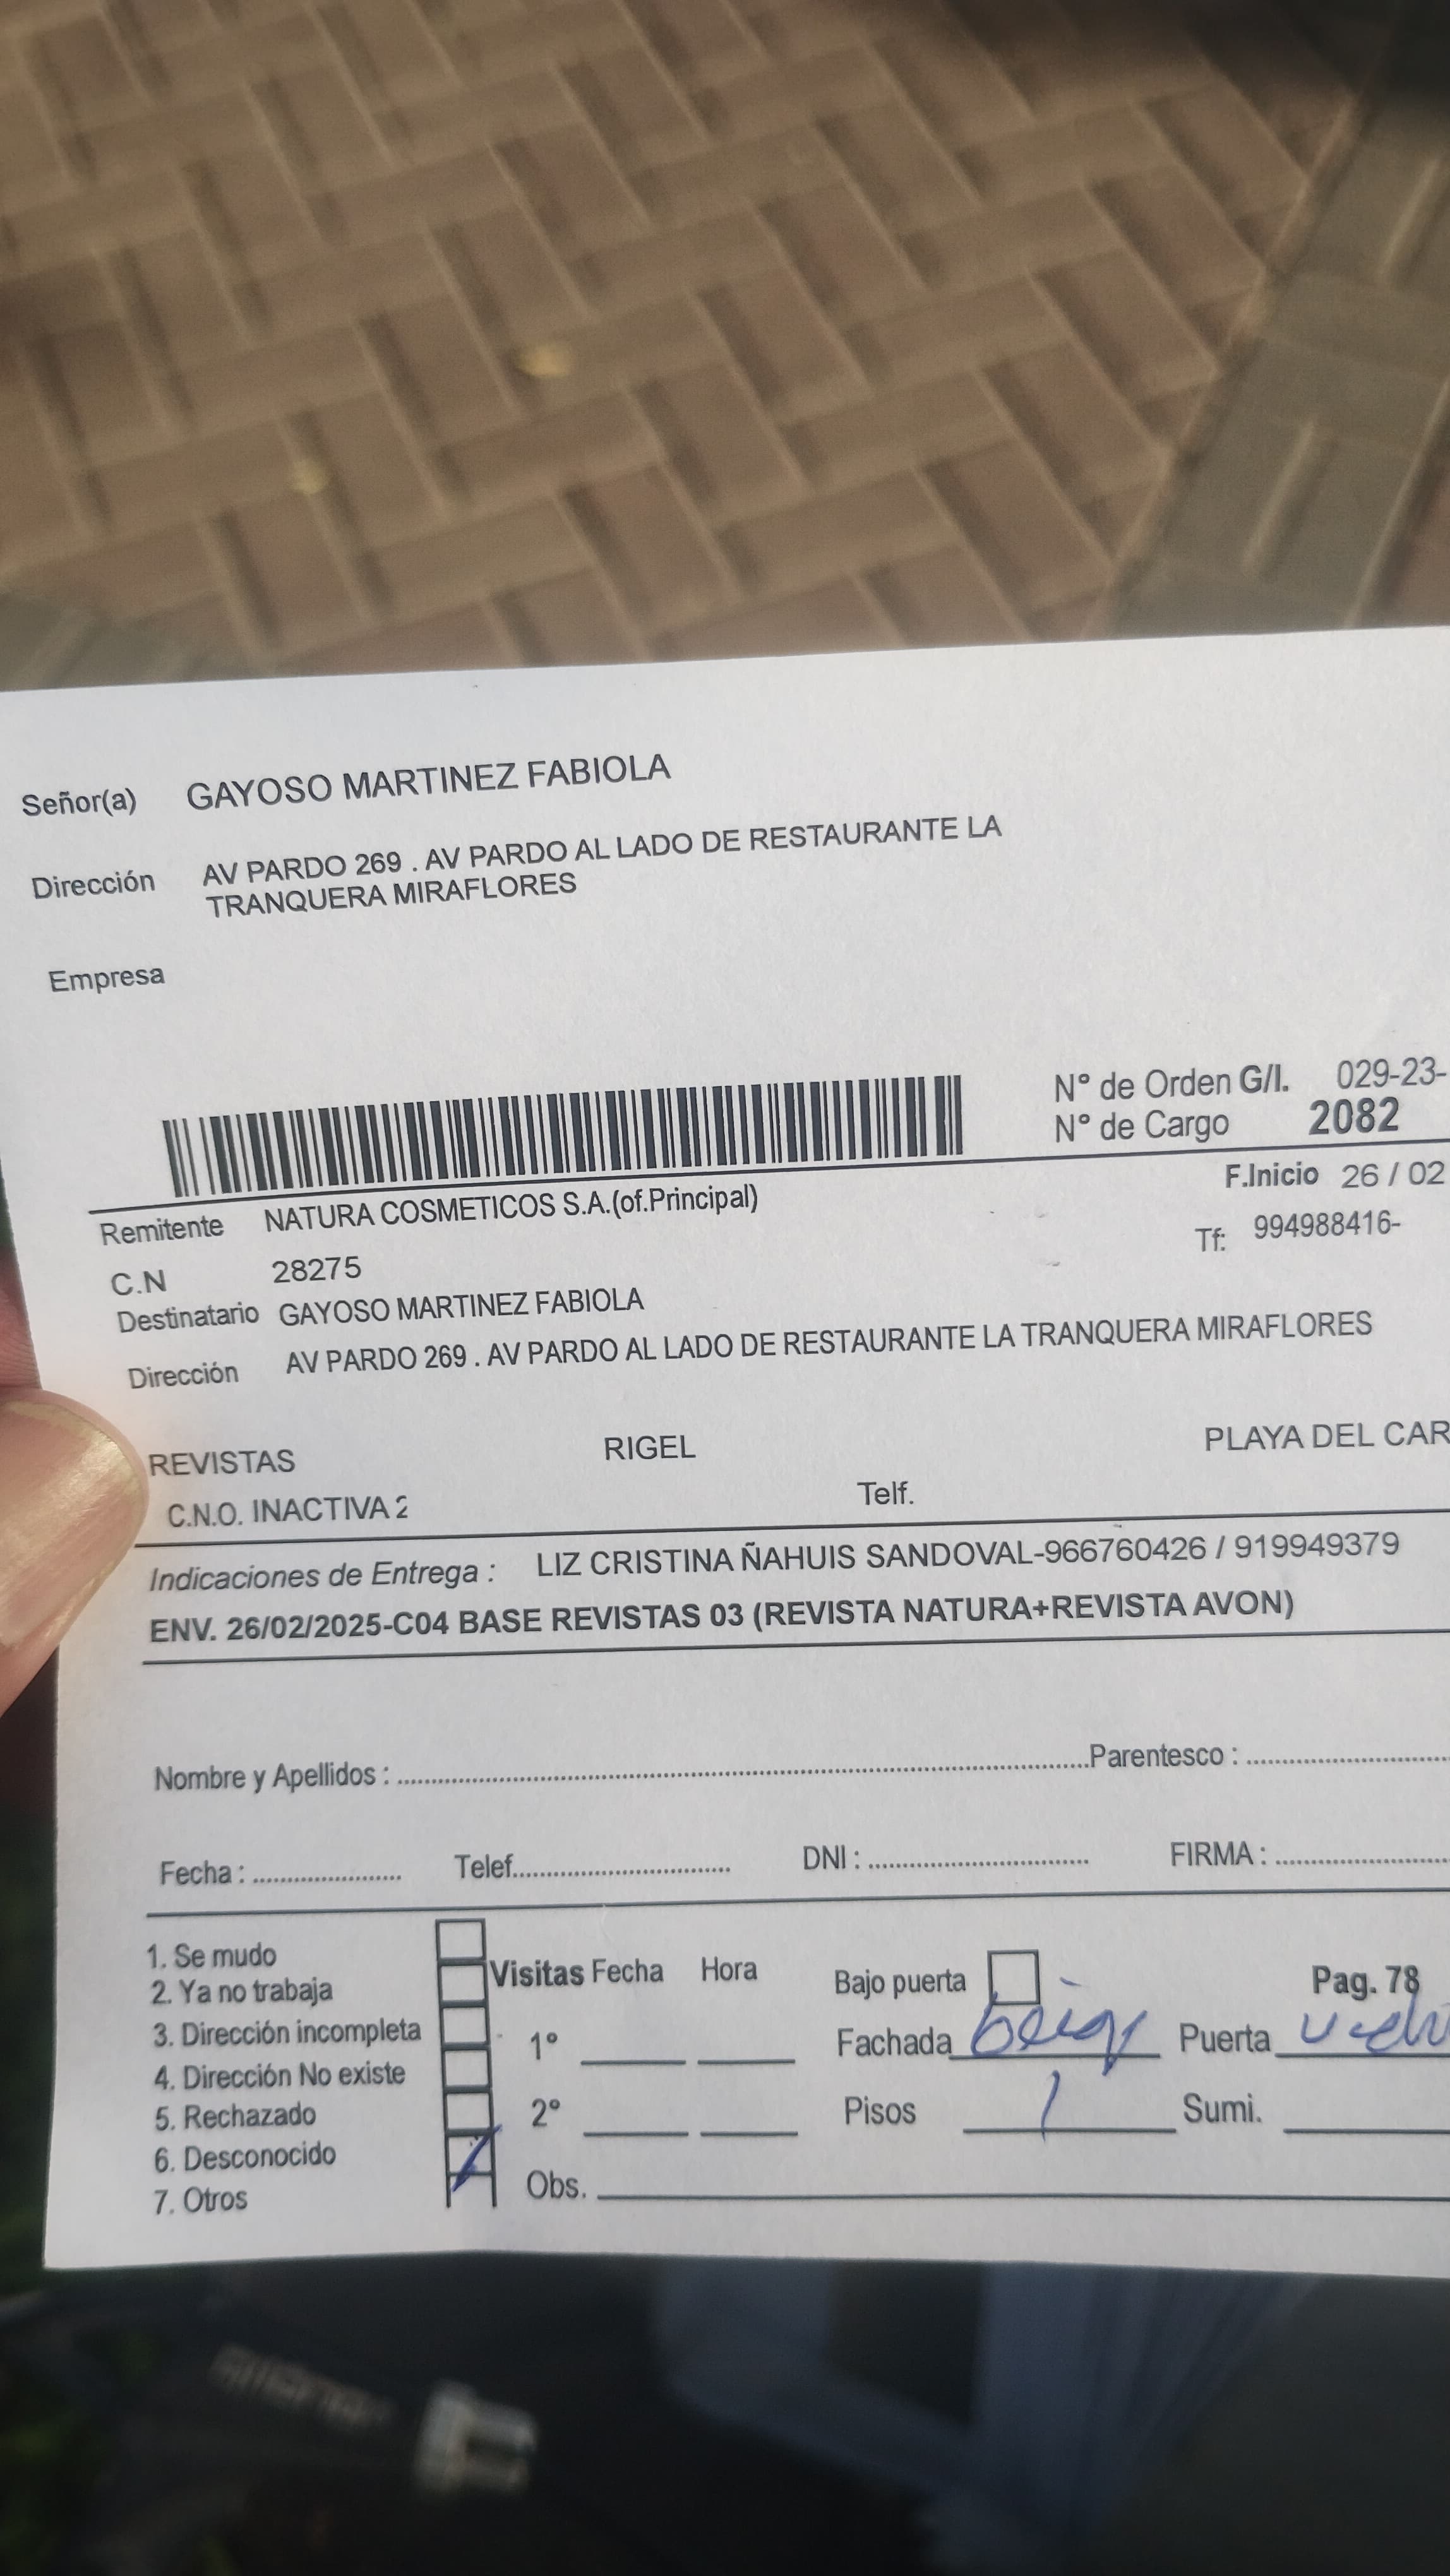 Señor(a) GAYOSO MARTINEZ FABIOLA
Dirección AV PARDO 269 . AV PARDO AL LADO DE RESTAURANTE LA
TRANQUERA MIRAFLORES
Empresa
N° de Orden G/I. 029-23-
N° de Cargo 2082
F.Inicio 26 / 02
Remitente NATURA COSMETICOS S.A.(of.Principal)
Tf: 994988416-
C.N 28275
Destinatario GAYOSO MARTINEZ FABIOLA
Dirección AV PARDO 269 . AV PARDO AL LADO DE RESTAURANTE LA TRANQUERA MIRAFLORES
REVISTAS RIGEL PLAYA DEL CAR
C.N.O. INACTIVA 2 Telf.
Indicaciones de Entrega : LIZ CRISTINA ÑAHUIS SANDOVAL-966760426 / 919949379
ENV. 26/02/2025-C04 BASE REVISTAS 03 (REVISTA NATURA+REVISTA AVON)
Nombre y Apellidos : Parentesco :
Fecha : Telef. DNI : FIRMA :
1. Se mudo
2. Ya no trabaja
3. Dirección incompleta
4. Dirección No existe
5. Rechazado
6. Desconocido
7. Otros
Visitas Fecha Hora
1°
2°
Obs.
Bajo puerta Pag. 78
Fachada Puerta
Pisos 1 Sumi.